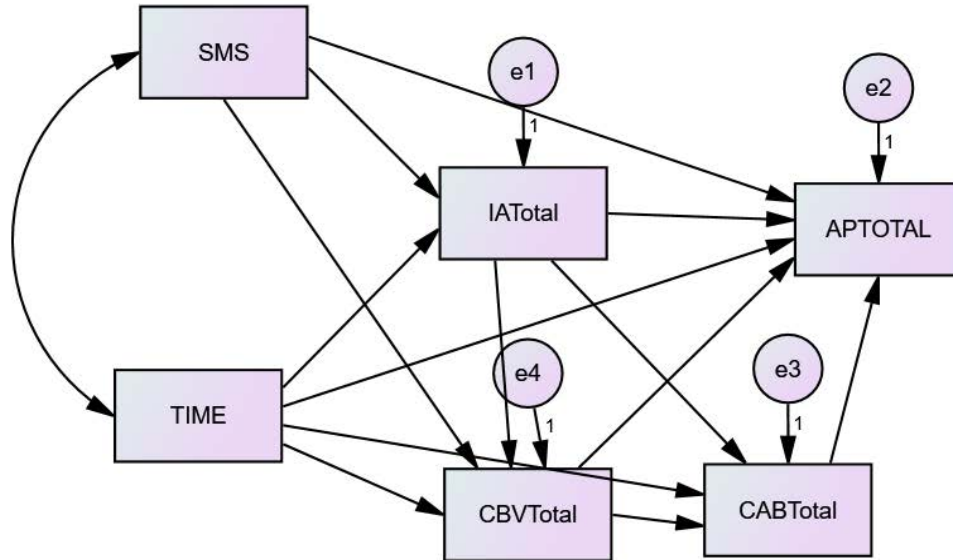 SMS
e1
e2
1
1
IATotal
APTOTAL
e4
e3
TIME
1
1
CBVTotal
CABTotal